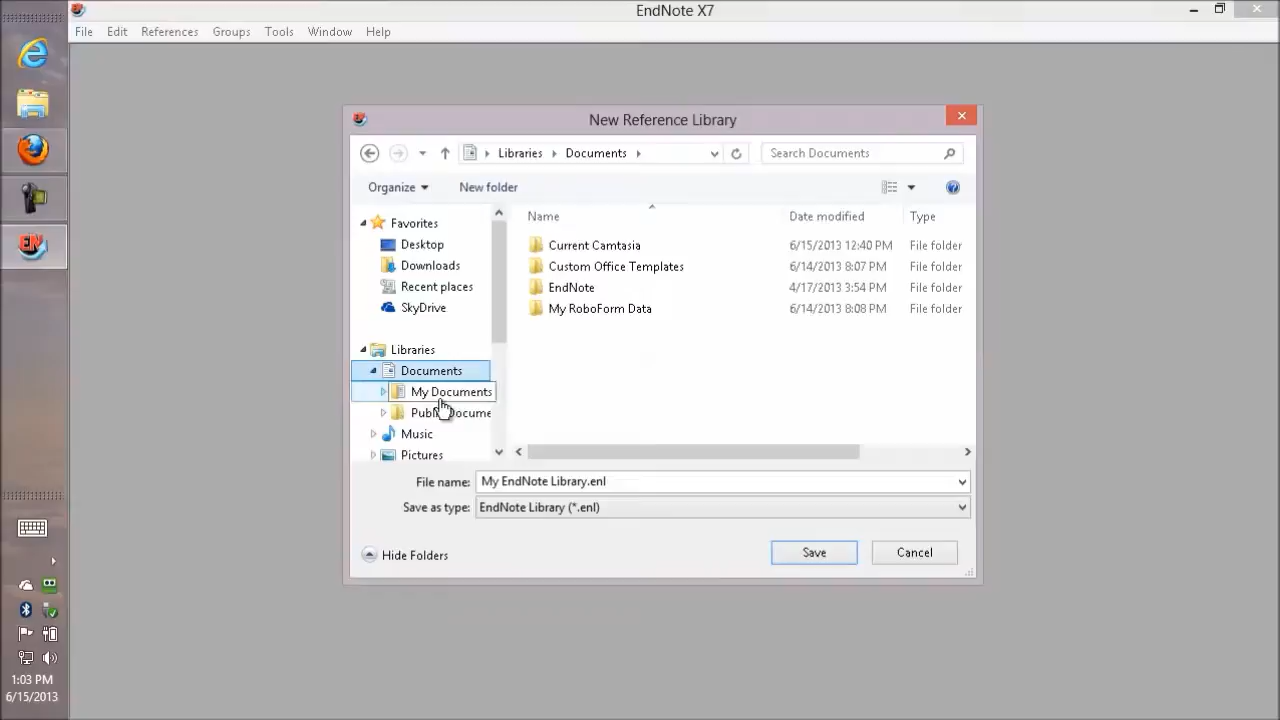 EndNote X7
File Edit References Groups Tools Window Help
New Reference Library
Libraries Documents
Search Documents
Organize New folder
Favorites
Desktop
Downloads
Recent places
SkyDrive
Libraries
Documents
My Documents
Public Docume
Music
Pictures
Name Date modified Type
Current Camtasia 6/15/2013 12:40 PM File folder
Custom Office Templates 6/14/2013 8:07 PM File folder
EndNote 4/17/2013 3:54 PM File folder
My RoboForm Data 6/14/2013 8:08 PM File folder
File name: My EndNote Library.enl
Save as type: EndNote Library (*.enl)
Hide Folders
Save Cancel
EN
1:03 PM
6/15/2013